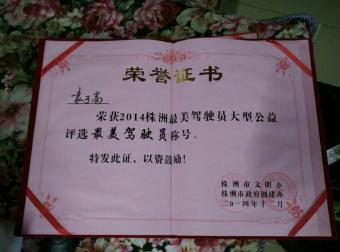 荣誉证书
袁子高
荣获2014株洲最美驾驶员大型公益
评选最美驾驶员称号。
特发此证，以资鼓励！
株洲市文明办
株洲市政府创建办
二〇一四年十二月